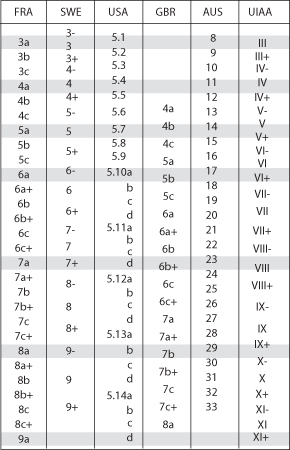 FRA SWE USA GBR AUS UIAA
3-
3a 3 5.1 8 III
3b 3+ 5.2 9 III+
3c 4- 5.3 10 IV-
4a 4 5.4 11 IV
4b 4+ 5.5 12 IV+
4c 5- 5.6 4a 13 V-
5a 5 5.7 4b 14 V
5b 5.8 4c 15 V+
5c 5+ 5.9 5a 16 VI-
VI
6a 6- 5.10a 5b 17 VI+
6a+ 6 b 5c 18 VII-
6b c 19
6b+ 6+ d 6a 20 VII
6c 7- 5.11a 6a+ 21 VII+
6c+ 7 b 6b 22 VIII-
c
7a 7+ d 6b+ 23 VIII
7a+ 8- 5.12a 6c 24 VIII+
7b b 25
7b+ 8 c 6c+ 26 IX-
7c 8+ d 7a 27 IX
7c+ 5.13a 7a+ 28 IX+
8a 9- b 7b 29
8a+ c 7b+ 30 X-
8b 9 d 31 X
8b+ 5.14a 7c 32 X+
8c 9+ b 7c+ 33 XI-
8c+ c 8a XI
9a d XI+